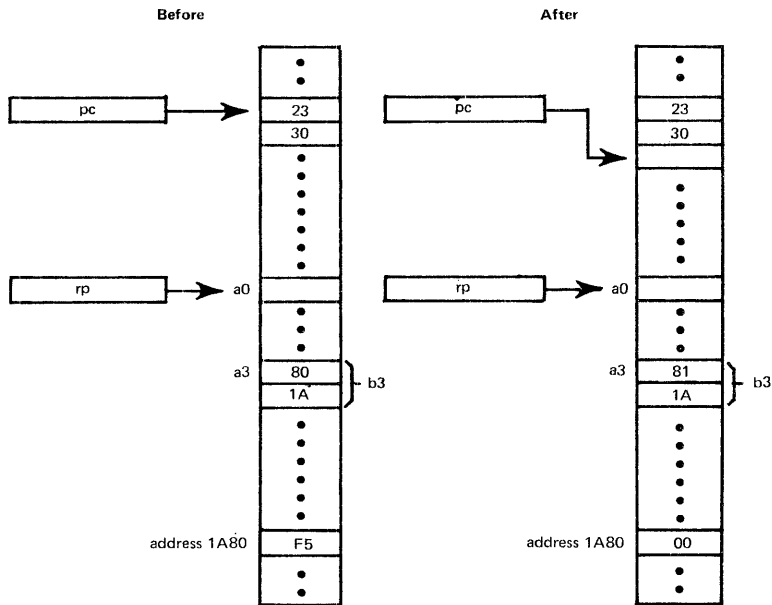 Before
After
pc
23
30
rp
a0
a3
80
1A
b3
address 1A80
F5
pc
23
30
rp
a0
a3
81
1A
b3
address 1A80
00